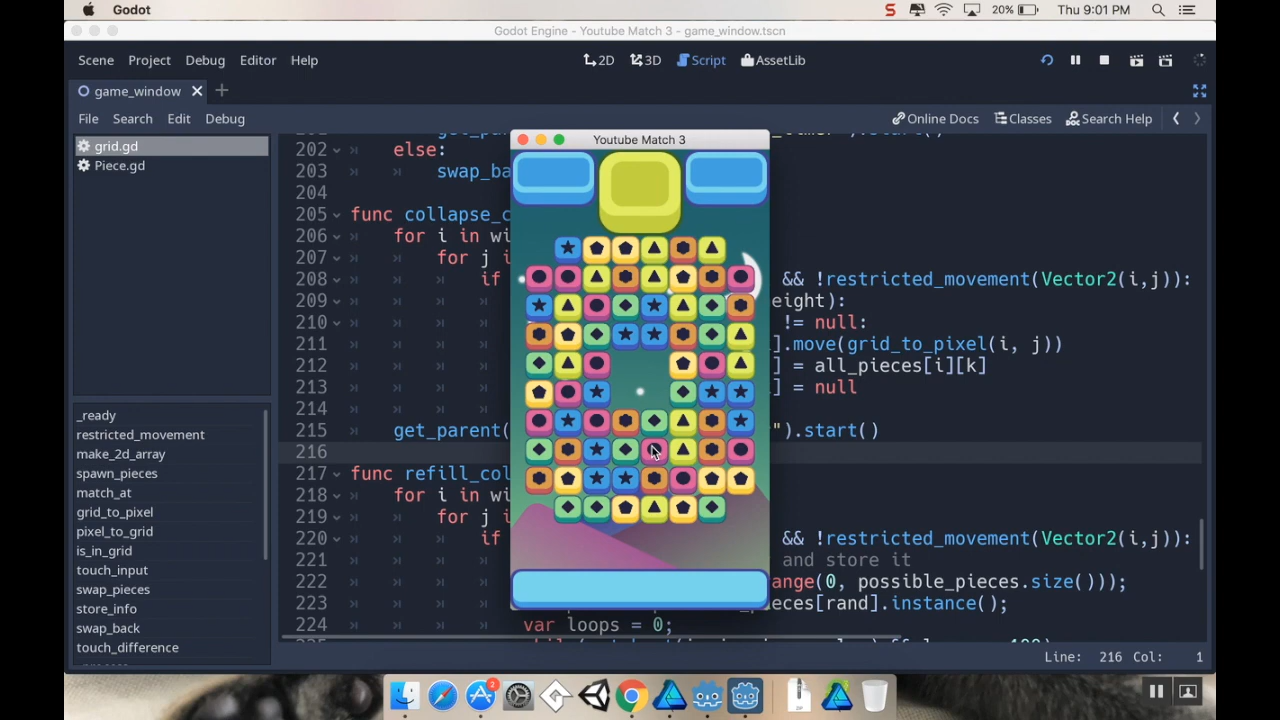 Godot
S
20%
Thu 9:01 PM
Godot Engine - Youtube Match 3 - game_window.tscn
Scene Project Debug Editor Help
2D 3D Script AssetLib
game_window
File Search Edit Debug
Online Docs Classes Search Help
grid.gd
Piece.gd
_ready
restricted_movement
make_2d_array
spawn_pieces
match_at
grid_to_pixel
pixel_to_grid
is_in_grid
touch_input
swap_pieces
store_info
swap_back
touch_difference
Youtube Match 3
202
else:
203 swap_ba
204
205 func collapse_c
206 for i in wi
207 for j i
208 if && !restricted_movement(Vector2(i,j)):
209 eight):
210 != null:
211 ].move(grid_to_pixel(i, j))
212 ] = all_pieces[i][k]
213 ] = null
214
215 get_parent( ").start()
216
217 func refill_col
218 for i in wi
219 for j i
220 if && !restricted_movement(Vector2(i,j)):
221 and store it
222 ange(0, possible_pieces.size()));
223 _pieces[rand].instance();
224 var loops = 0;
Line: 216 Col: 1
2